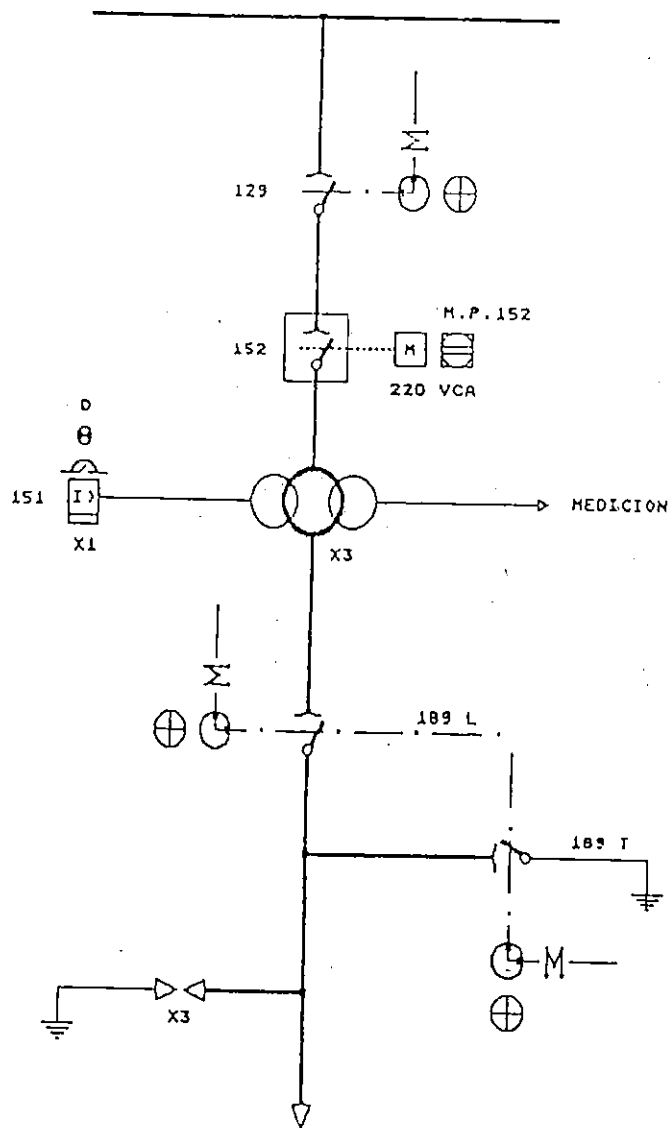 M
129
M.P.152
152
M
220 VCA
D
151
I>
X1
MEDICION
X3
M
189 L
189 T
M
X3